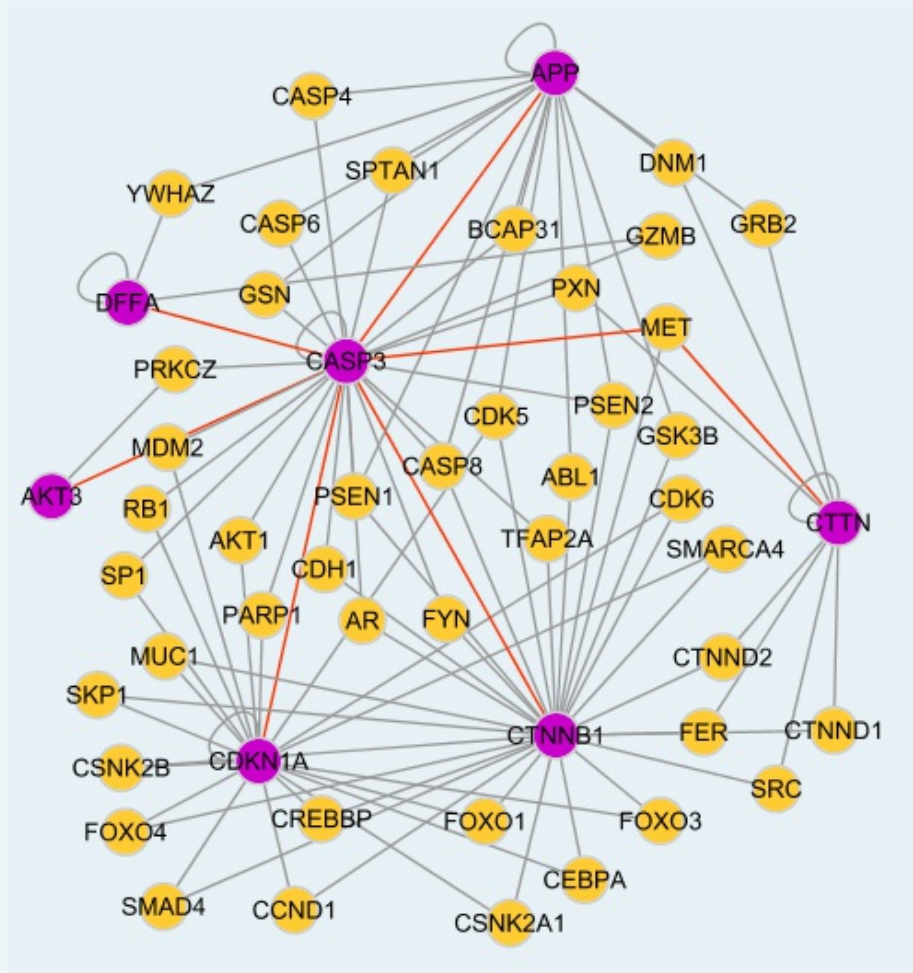 APP
CASP4
SPTAN1
DNM1
YWHAZ
CASP6
BCAP31
GZMB
GRB2
DFFA
GSN
PXN
MET
CASP3
PRKCZ
CDK5
PSEN2
GSK3B
MDM2
CASP8
ABL1
AKT3
PSEN1
CDK6
RB1
CTTN
AKT1
TFAP2A
SMARCA4
SP1
CDH1
PARP1
AR
FYN
MUC1
CTNND2
SKP1
CTNNB1
FER
CTNND1
CSNK2B
CDKN1A
SRC
FOXO4
CREBBP
FOXO1
FOXO3
CEBPA
SMAD4
CCND1
CSNK2A1